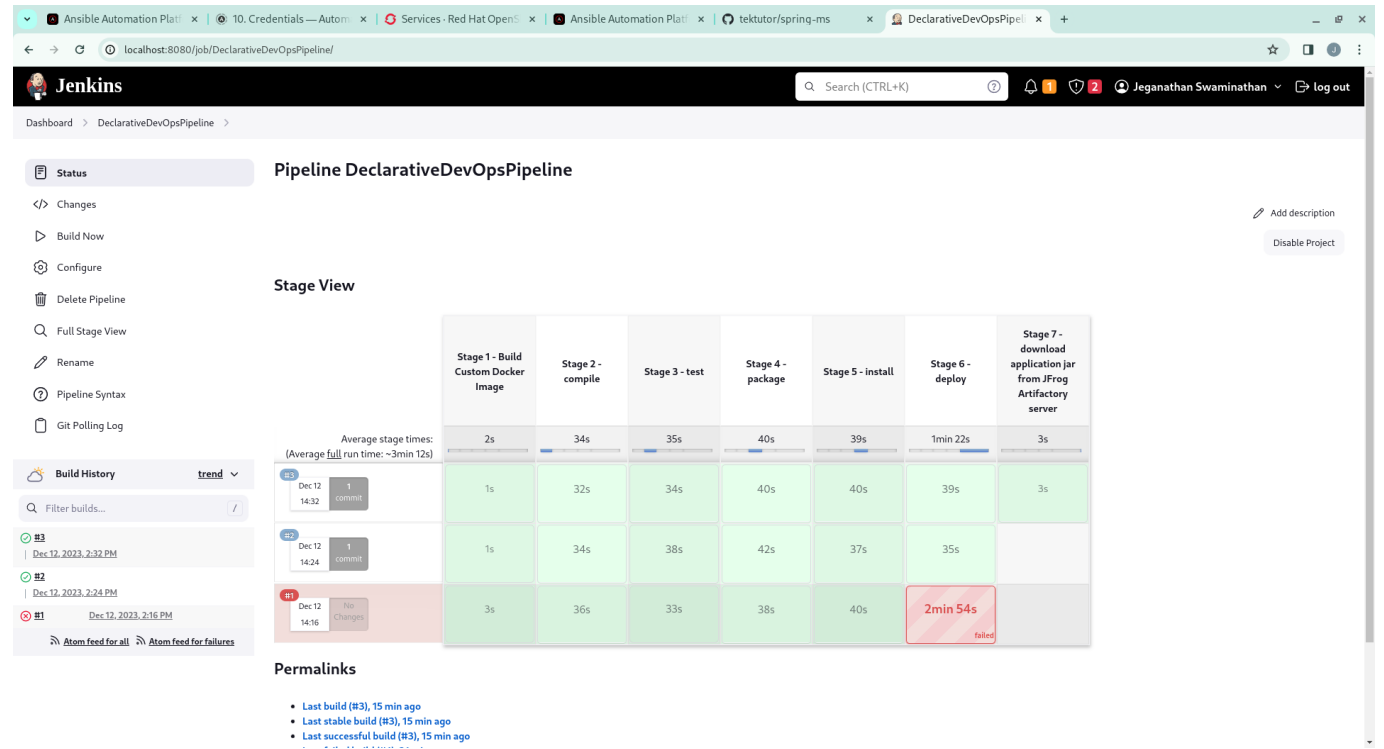 Ansible Automation Platf
10. Credentials — Autom
Services · Red Hat OpenS
Ansible Automation Platf
tektutor/spring-ms
DeclarativeDevOpsPipeli
localhost:8080/job/DeclarativeDevOpsPipeline/
J
Jenkins
Search (CTRL+K)
1
2
Jeganathan Swaminathan
log out
Dashboard > DeclarativeDevOpsPipeline >
Status
Changes
Build Now
Configure
Delete Pipeline
Full Stage View
Rename
Pipeline Syntax
Git Polling Log
Build History
trend
Filter builds...
/
#3
Dec 12, 2023, 2:32 PM
#2
Dec 12, 2023, 2:24 PM
#1
Dec 12, 2023, 2:16 PM
Atom feed for all
Atom feed for failures
Pipeline DeclarativeDevOpsPipeline
Add description
Disable Project
Stage View
Stage 1 - Build
Custom Docker
Image
Stage 2 -
compile
Stage 3 - test
Stage 4 -
package
Stage 5 - install
Stage 6 -
deploy
Stage 7 -
download
application jar
from JFrog
Artifactory
server
Average stage times:
(Average full run time: ~3min 12s)
2s
34s
35s
40s
39s
1min 22s
3s
#3
Dec 12
14:32
1
commit
1s
32s
34s
40s
40s
39s
3s
#2
Dec 12
14:24
1
commit
1s
34s
38s
42s
37s
35s
#1
Dec 12
14:16
No
Changes
3s
36s
33s
38s
40s
2min 54s
failed
Permalinks
Last build (#3), 15 min ago
Last stable build (#3), 15 min ago
Last successful build (#3), 15 min ago